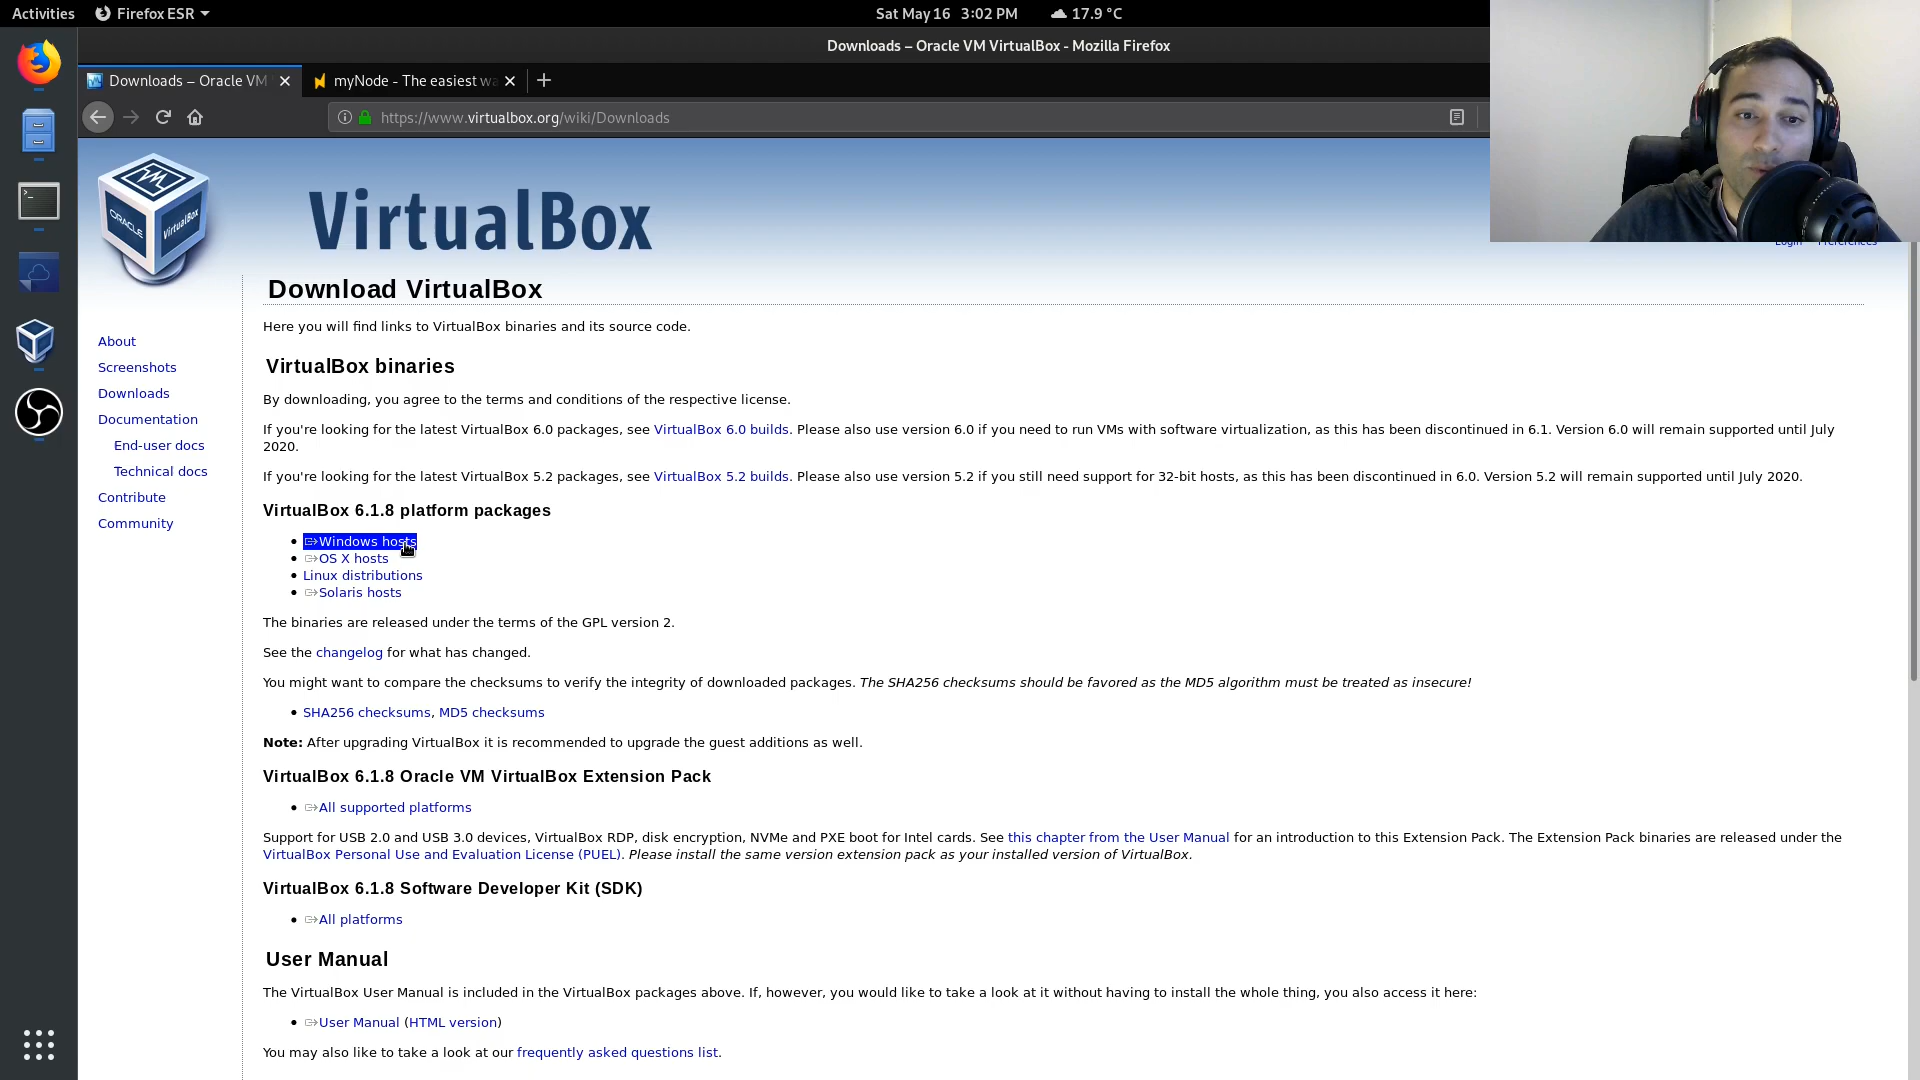 Activities
Firefox ESR
Sat May 16 3:02 PM
17.9 °C
Downloads – Oracle VM VirtualBox - Mozilla Firefox
Downloads – Oracle VM
myNode - The easiest wa
https://www.virtualbox.org/wiki/Downloads
ORACLE
VirtualBox
VirtualBox
Login
Preferences
About
Screenshots
Downloads
Documentation
End-user docs
Technical docs
Contribute
Community
Download VirtualBox
Here you will find links to VirtualBox binaries and its source code.
VirtualBox binaries
By downloading, you agree to the terms and conditions of the respective license.
If you're looking for the latest VirtualBox 6.0 packages, see VirtualBox 6.0 builds. Please also use version 6.0 if you need to run VMs with software virtualization, as this has been discontinued in 6.1. Version 6.0 will remain supported until July
2020.
If you're looking for the latest VirtualBox 5.2 packages, see VirtualBox 5.2 builds. Please also use version 5.2 if you still need support for 32-bit hosts, as this has been discontinued in 6.0. Version 5.2 will remain supported until July 2020.
VirtualBox 6.1.8 platform packages
Windows hosts
OS X hosts
Linux distributions
Solaris hosts
The binaries are released under the terms of the GPL version 2.
See the changelog for what has changed.
You might want to compare the checksums to verify the integrity of downloaded packages. The SHA256 checksums should be favored as the MD5 algorithm must be treated as insecure!
SHA256 checksums, MD5 checksums
Note: After upgrading VirtualBox it is recommended to upgrade the guest additions as well.
VirtualBox 6.1.8 Oracle VM VirtualBox Extension Pack
All supported platforms
Support for USB 2.0 and USB 3.0 devices, VirtualBox RDP, disk encryption, NVMe and PXE boot for Intel cards. See this chapter from the User Manual for an introduction to this Extension Pack. The Extension Pack binaries are released under the
VirtualBox Personal Use and Evaluation License (PUEL). Please install the same version extension pack as your installed version of VirtualBox.
VirtualBox 6.1.8 Software Developer Kit (SDK)
All platforms
User Manual
The VirtualBox User Manual is included in the VirtualBox packages above. If, however, you would like to take a look at it without having to install the whole thing, you also access it here:
User Manual (HTML version)
You may also like to take a look at our frequently asked questions list.